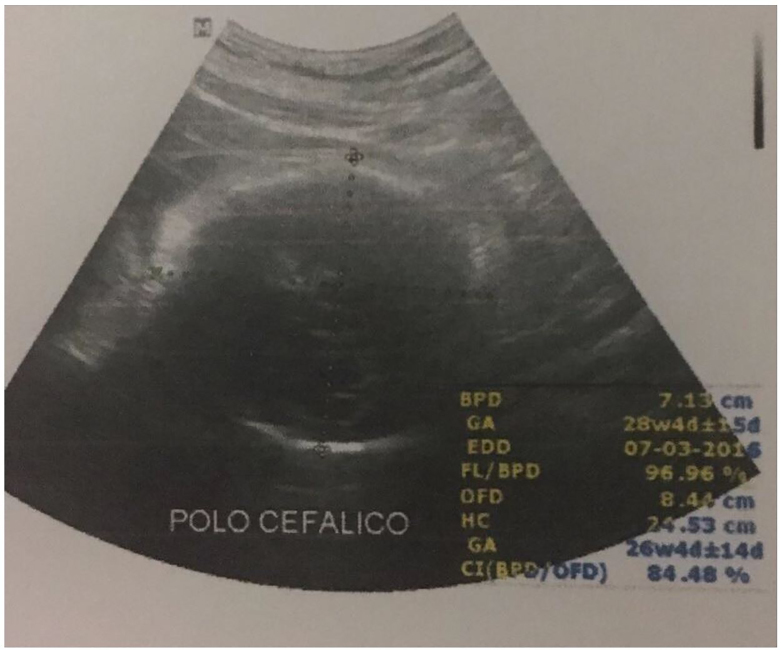 M
BPD 7.13 cm
GA 28w4d±15d
EDD 07-03-2016
FL/BPD 96.96 %
OFD 8.44 cm
HC 24.53 cm
GA 26w4d±14d
CI(BPD/OFD) 84.48 %
POLO CEFALICO